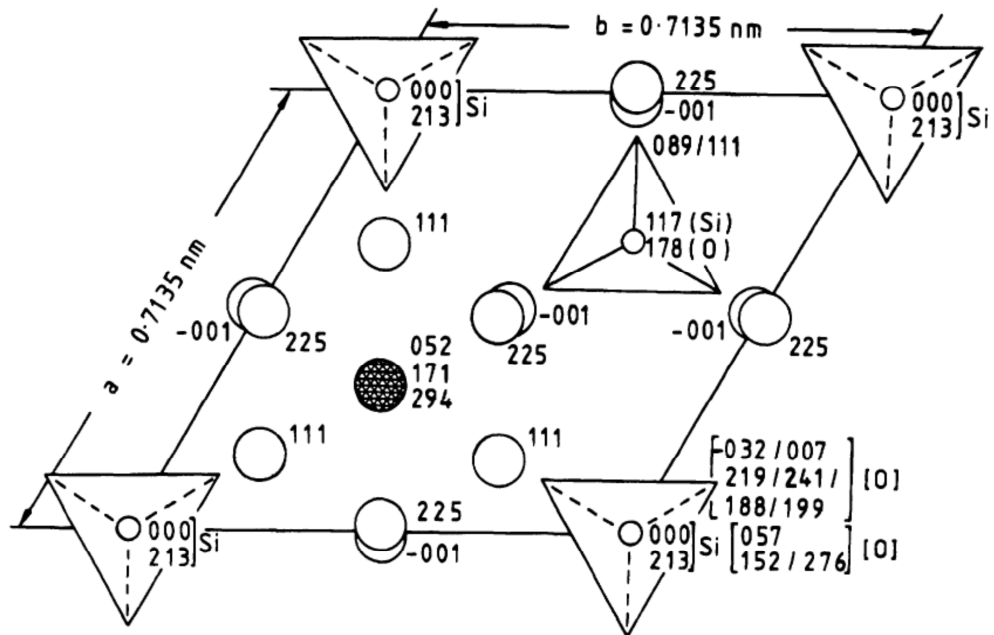 b = 0.7135 nm
000
213] Si
225
-001
000
213] Si
089/111
117 (Si)
178 (O)
111
a = 0.7135 nm
-001
225
-001
225
-001
225
052
171
294
111
111
[-032/007
219/241/
188/199] [O]
000
213] Si
225
-001
000
213] Si
[057
152/276] [O]